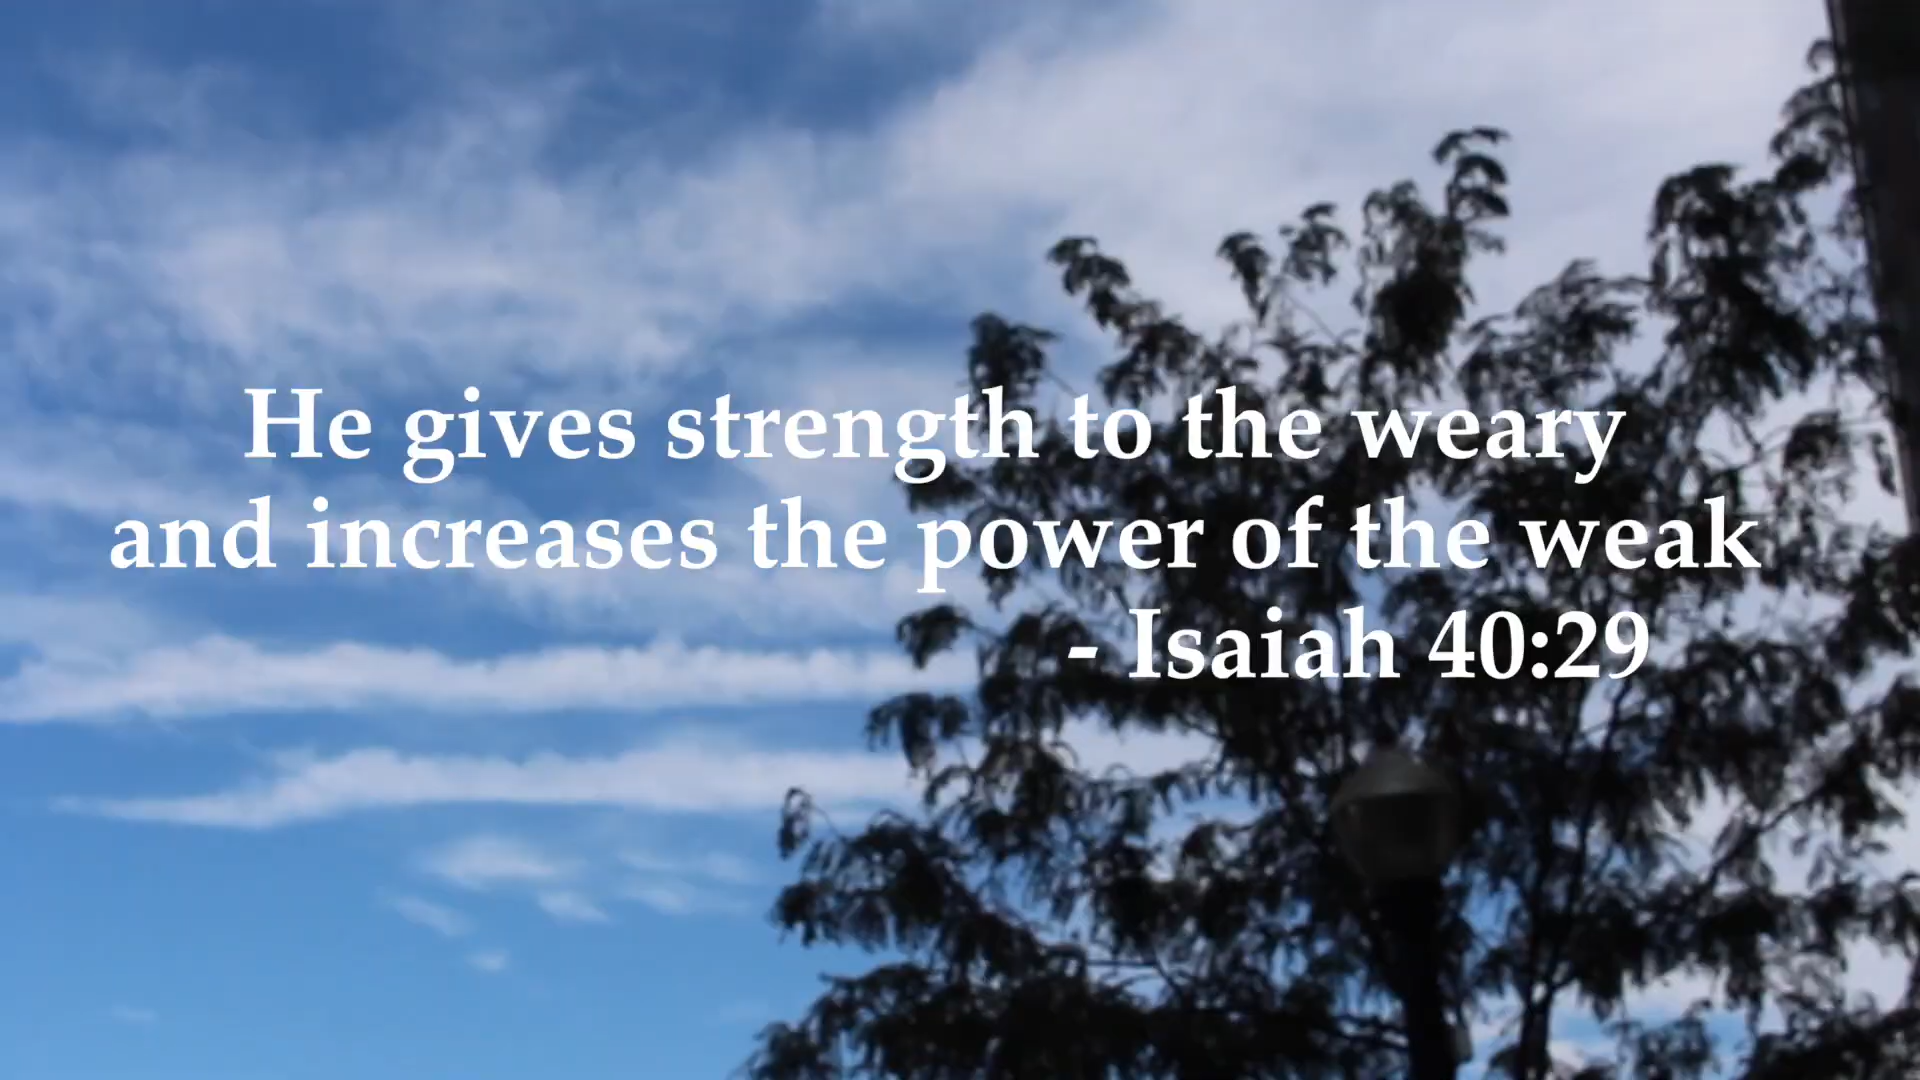 He gives strength to the weary
and increases the power of the weak
- Isaiah 40:29